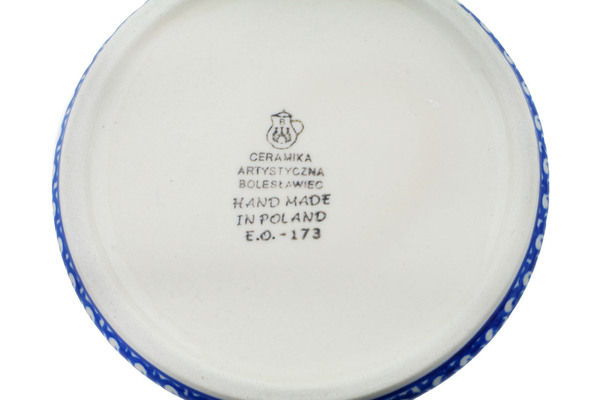 B
CERAMIKA
ARTYSTYCZNA
BOLESŁAWIEC
HAND MADE
IN POLAND
E.O.-173